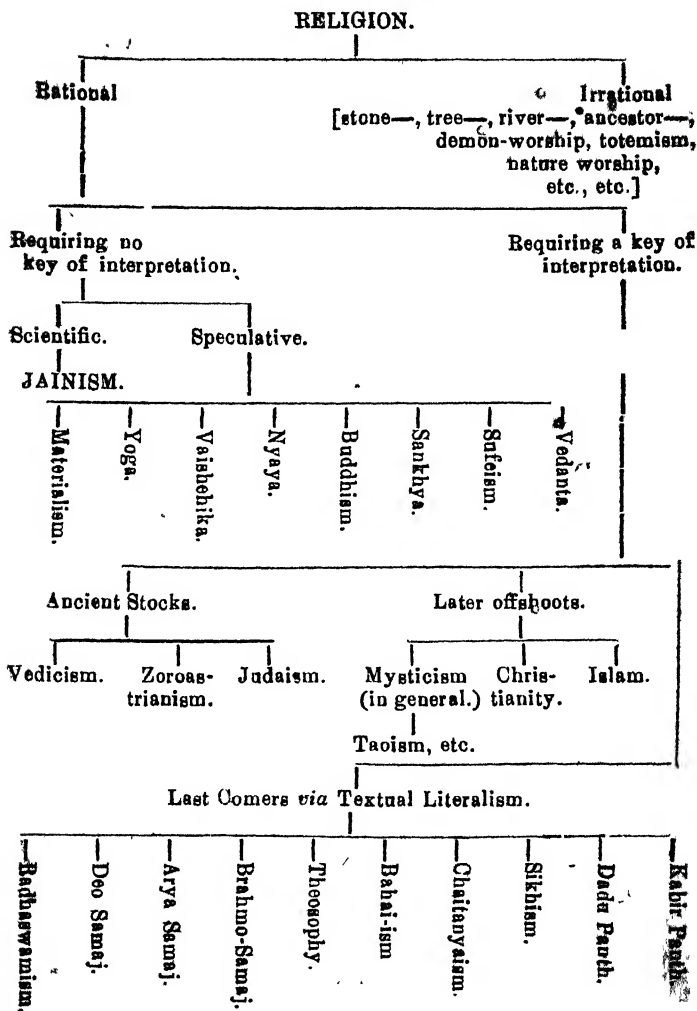 RELIGION.
Rational
Irrational
[stone—, tree—, river—, ancestor—,
demon-worship, totemism,
nature worship,
etc., etc.]
Requiring no
key of interpretation.
Requiring a key of
interpretation.
Scientific.
Speculative.
JAINISM.
Materialism.
Yoga.
Vaishehika.
Nyaya.
Buddhism.
Sankhya.
Sufeism.
Vedanta.
Ancient Stocks.
Later offshoots.
Vedicism.
Zoroas-
trianism.
Judaism.
Mysticism
(in general.)
Chris-
tianity.
Islam.
Taoism, etc.
Last Comers via Textual Literalism.
Radhaswamism.
Deo Samaj.
Arya Samaj.
Brahmo-Samaj.
Theosophy.
Bahai-ism
Chaitanyaism.
Sikhism.
Dadu Panth.
Kabir Panth.